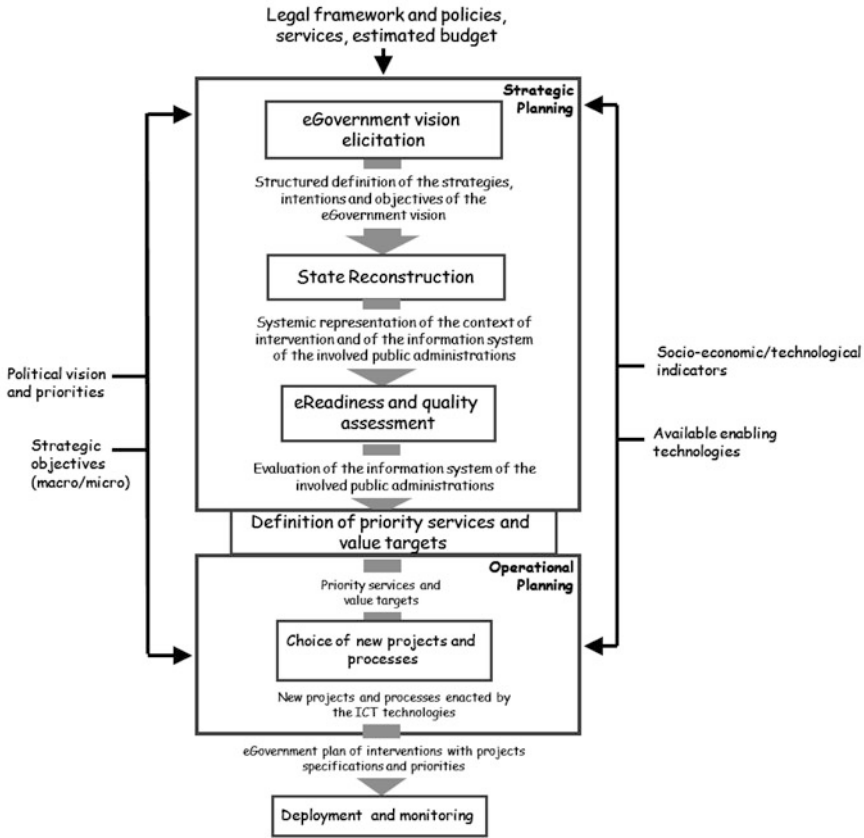 Legal framework and policies,
services, estimated budget
Strategic
Planning
eGovernment vision
elicitation
Structured definition of the strategies,
intentions and objectives of the
eGovernment vision
State Reconstruction
Systemic representation of the context of
intervention and of the information system
of the involved public administrations
Political vision
and priorities
Socio-economic/technological
indicators
eReadiness and quality
assessment
Strategic
objectives
(macro/micro)
Available enabling
technologies
Evaluation of the information system of the
involved public administrations
Definition of priority services and
value targets
Operational
Planning
Priority services and
value targets
Choice of new projects and
processes
New projects and processes enacted by
the ICT technologies
eGovernment plan of interventions with projects
specifications and priorities
Deployment and monitoring